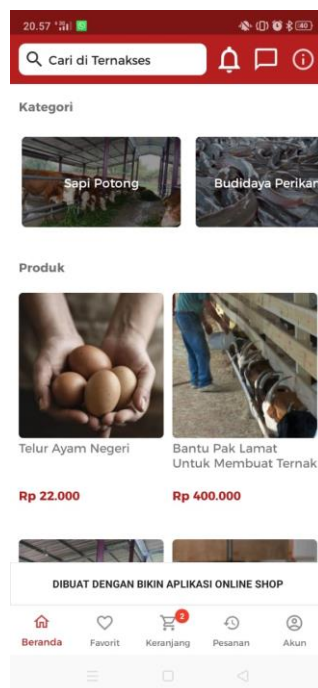 20.57
40
Cari di Ternakses
Kategori
Sapi Potong
Budidaya Perikan
Produk
Telur Ayam Negeri
Bantu Pak Lamat
Untuk Membuat Ternak
Rp 22.000
Rp 400.000
DIBUAT DENGAN BIKIN APLIKASI ONLINE SHOP
2
Beranda
Favorit
Keranjang
Pesanan
Akun